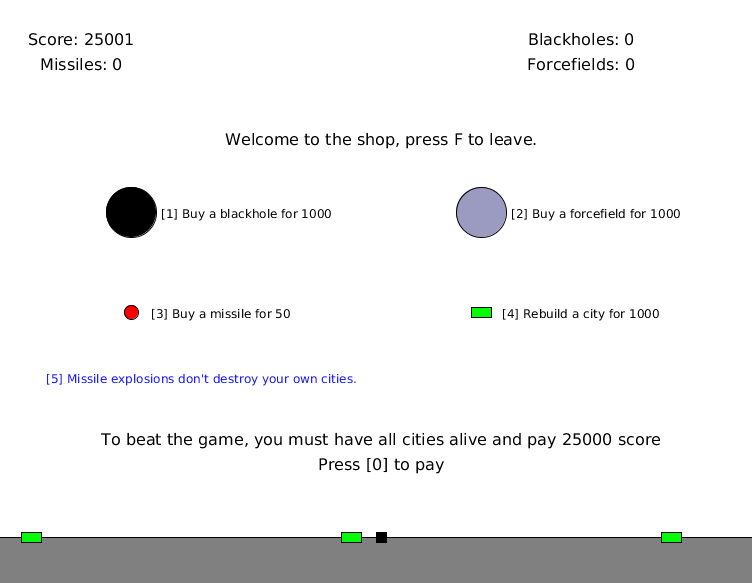 Score: 25001
Missiles: 0
Blackholes: 0
Forcefields: 0
Welcome to the shop, press F to leave.
[1] Buy a blackhole for 1000
[2] Buy a forcefield for 1000
[3] Buy a missile for 50
[4] Rebuild a city for 1000
[5] Missile explosions don't destroy your own cities.
To beat the game, you must have all cities alive and pay 25000 score
Press [0] to pay